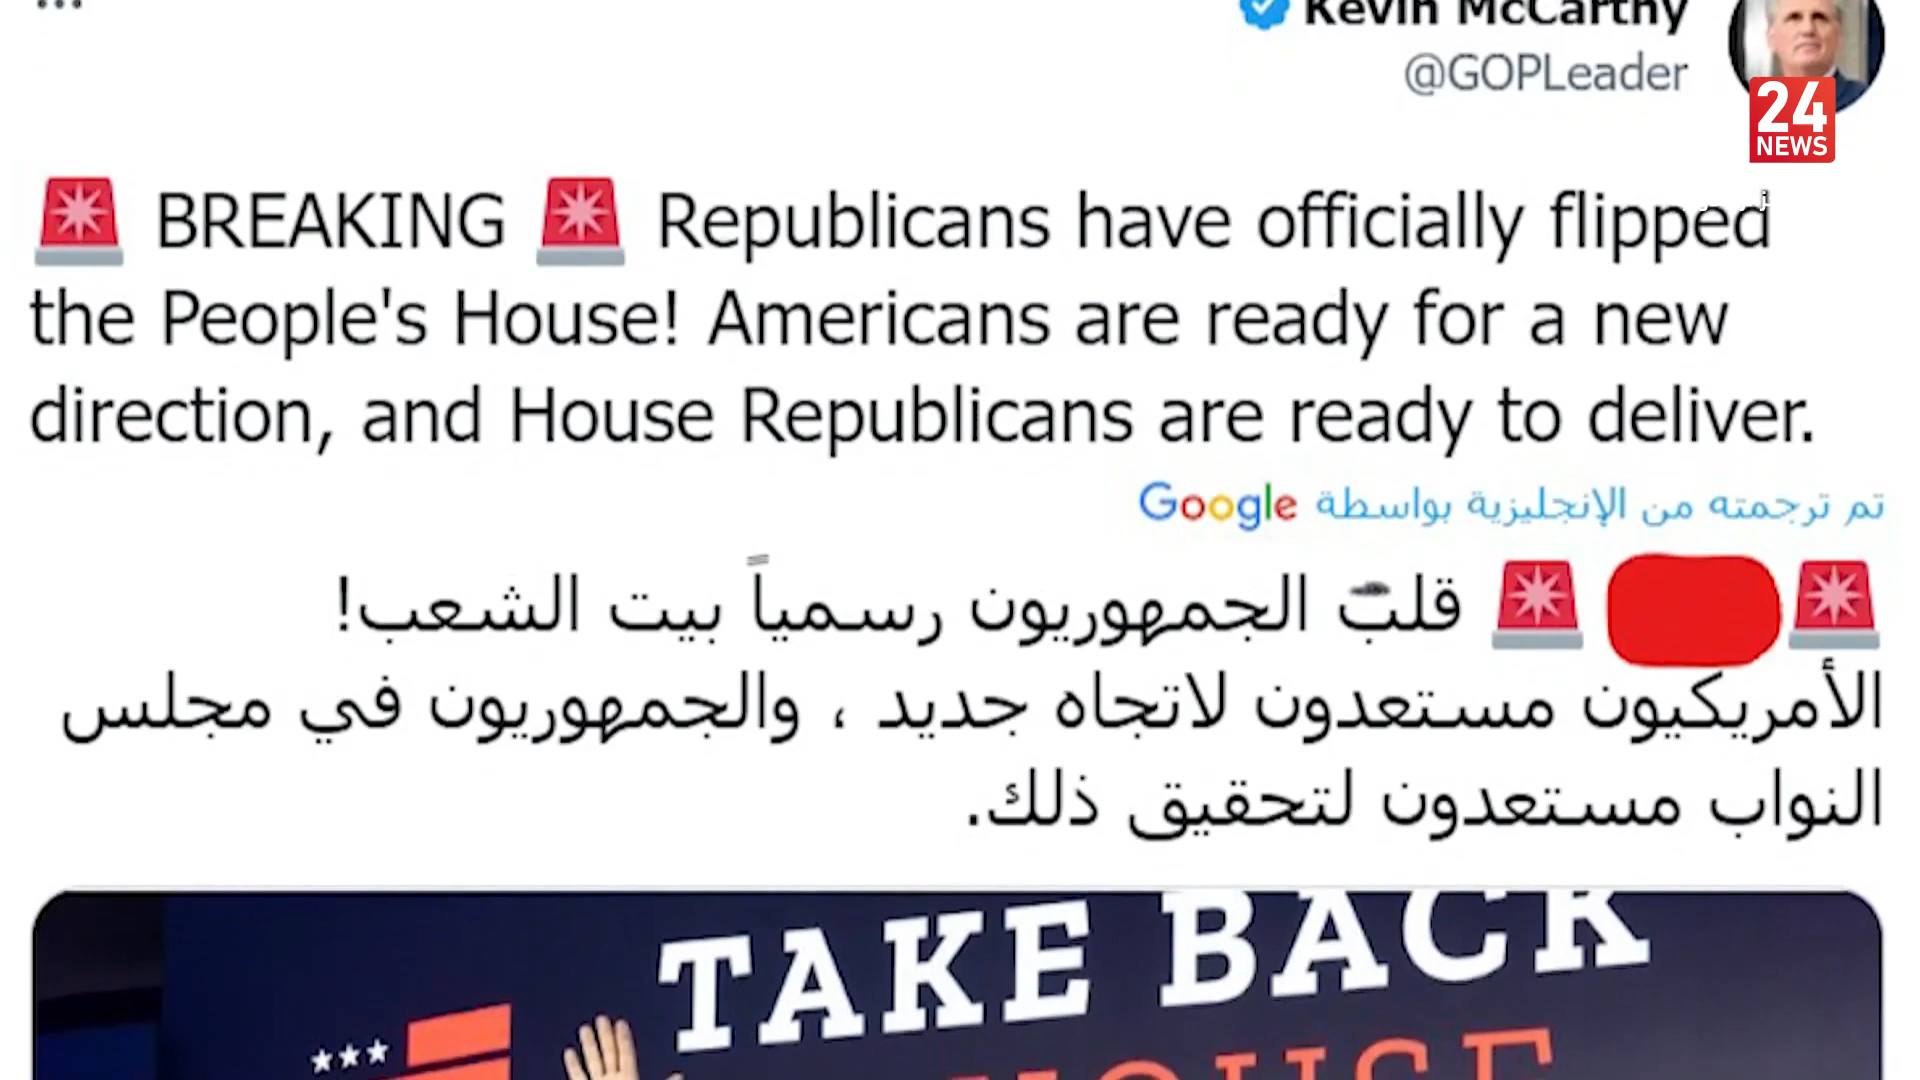 Kevin McCarthy
@GOPLeader
24
NEWS
🚨 BREAKING 🚨 Republicans have officially flipped
the People's House! Americans are ready for a new
direction, and House Republicans are ready to deliver.
تم ترجمته من الإنجليزية بواسطة Google
🚨 🚨 قلب الجمهوريون رسمياً بيت الشعب!
الأمريكيون مستعدون لاتجاه جديد ، والجمهوريون في مجلس
النواب مستعدون لتحقيق ذلك.
TAKE BACK
HOUSE